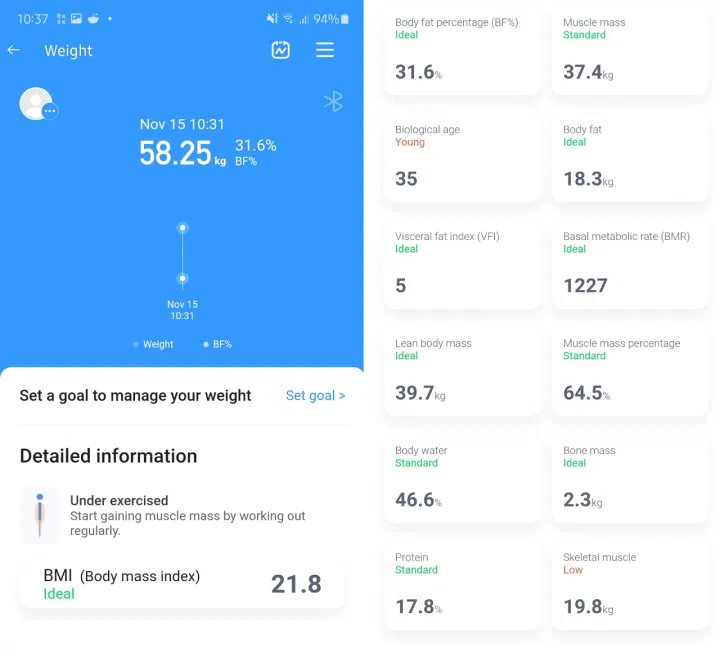 10:37
94%
Weight
Nov 15 10:31
58.25 kg
31.6%
BF%
Nov 15
10:31
Weight
BF%
Set a goal to manage your weight
Set goal >
Detailed information
Under exercised
Start gaining muscle mass by working out
regularly.
BMI (Body mass index)
Ideal
21.8
Body fat percentage (BF%)
Ideal
31.6%
Muscle mass
Standard
37.4kg
Biological age
Young
35
Body fat
Ideal
18.3kg
Visceral fat index (VFI)
Ideal
5
Basal metabolic rate (BMR)
Ideal
1227
Lean body mass
Ideal
39.7kg
Muscle mass percentage
Standard
64.5%
Body water
Standard
46.6%
Bone mass
Ideal
2.3kg
Protein
Standard
17.8%
Skeletal muscle
Low
19.8kg